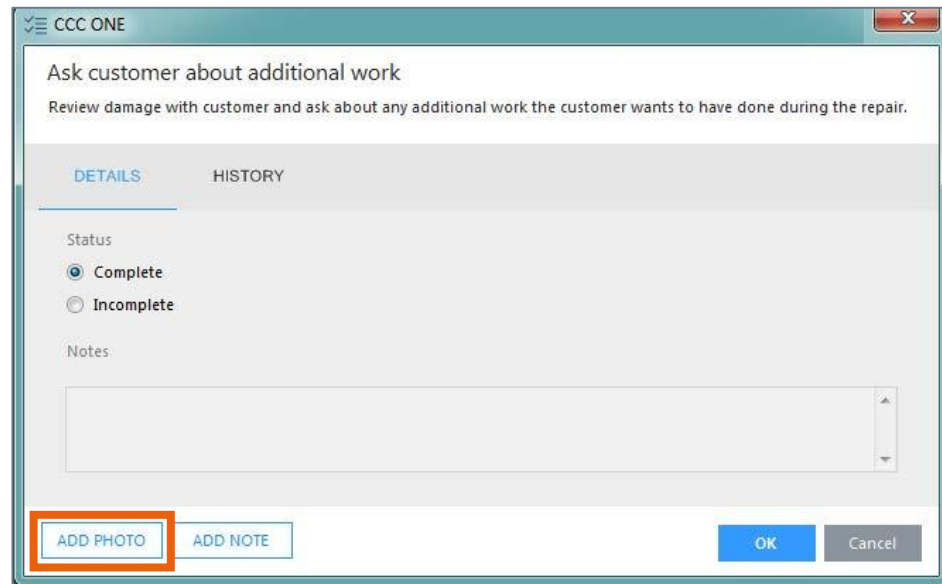 CCC ONE
Ask customer about additional work
Review damage with customer and ask about any additional work the customer wants to have done during the repair.
DETAILS HISTORY
Status
Complete
Incomplete
Notes
ADD PHOTO ADD NOTE OK Cancel